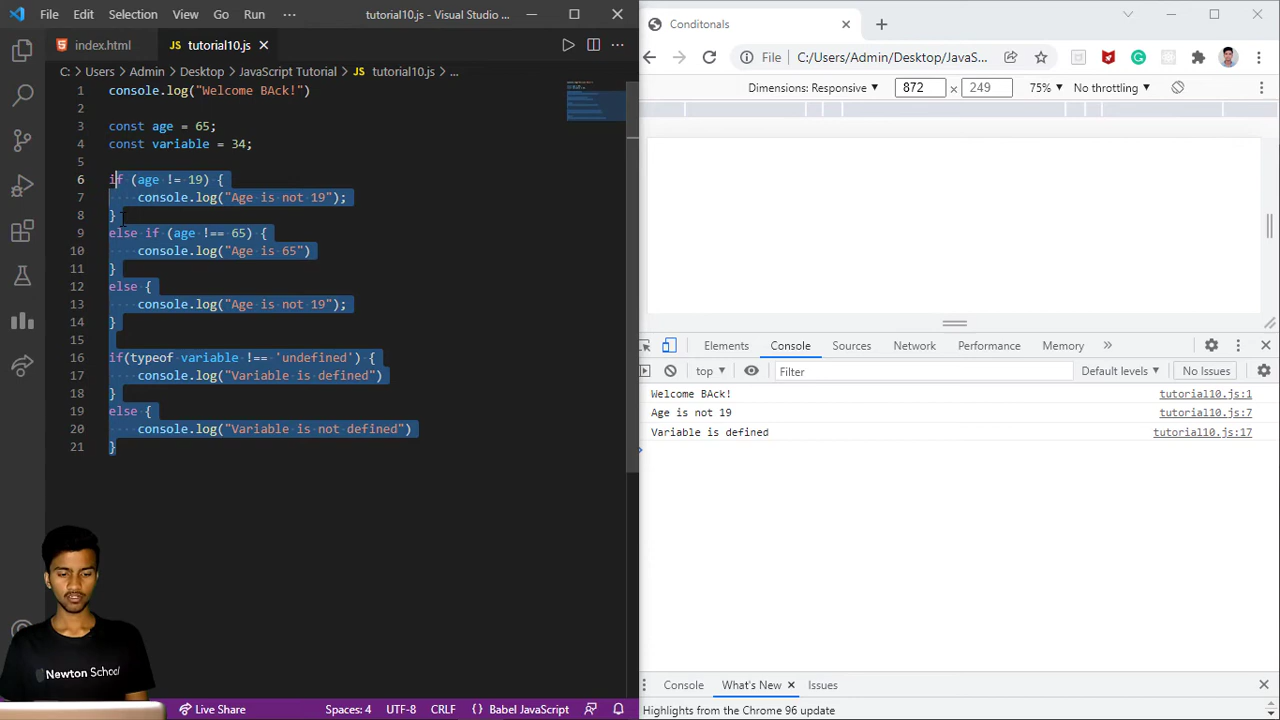 File Edit Selection View Go Run ··· tutorial10.js - Visual Studio ...
index.html
JS tutorial10.js
C: > Users > Admin > Desktop > JavaScript Tutorial > JS tutorial10.js > ...
1 console.log("Welcome BAck!")
2
3 const age = 65;
4 const variable = 34;
5
6 if (age != 19) {
7 console.log("Age is not 19");
8 }
9 else if (age !== 65) {
10 console.log("Age is 65")
11 }
12 else {
13 console.log("Age is not 19");
14 }
15
16 if(typeof variable !== 'undefined') {
17 console.log("Variable is defined")
18 }
19 else {
20 console.log("Variable is not defined")
21 }
Newton School
Live Share Spaces: 4 UTF-8 CRLF {} Babel JavaScript
Conditonals
File C:/Users/Admin/Desktop/JavaS...
Dimensions: Responsive 872 × 249 75% No throttling
Elements Console Sources Network Performance Memory »
top Filter Default levels No Issues
Welcome BAck! tutorial10.js:1
Age is not 19 tutorial10.js:7
Variable is defined tutorial10.js:17
Console What's New Issues
Highlights from the Chrome 96 update